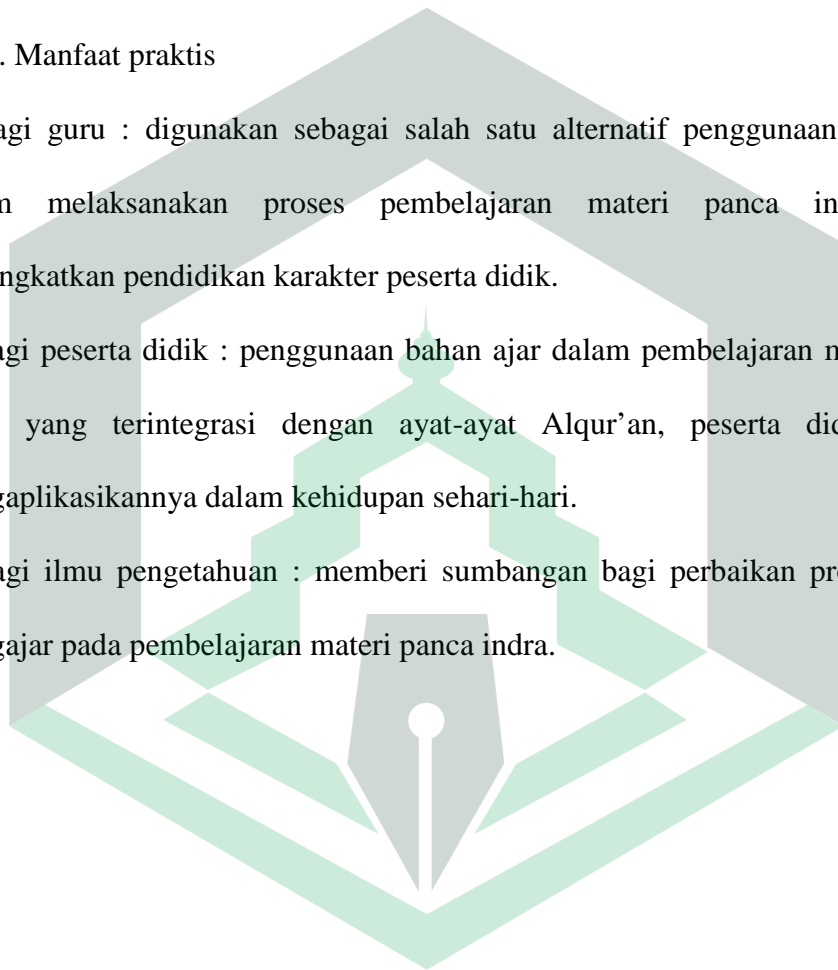 . Manfaat praktis
agi guru : digunakan sebagai salah satu alternatif penggunaan
m melaksanakan proses pembelajaran materi panca in
ngkatkan pendidikan karakter peserta didik.
agi peserta didik : penggunaan bahan ajar dalam pembelajaran m
yang terintegrasi dengan ayat-ayat Alqur’an, peserta did
gaplikasikannya dalam kehidupan sehari-hari.
agi ilmu pengetahuan : memberi sumbangan bagi perbaikan pr
gajar pada pembelajaran materi panca indra.